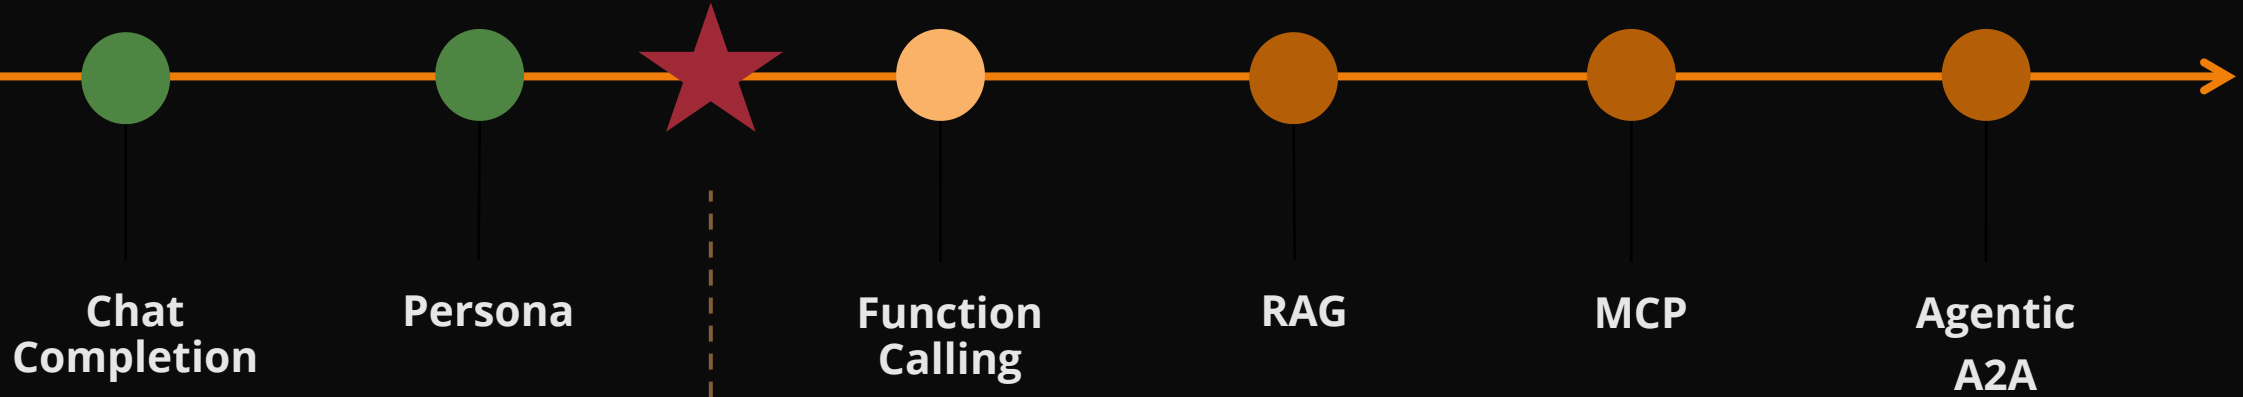 Chat
Completion
Persona
Function
Calling
RAG
MCP
Agentic
A2A